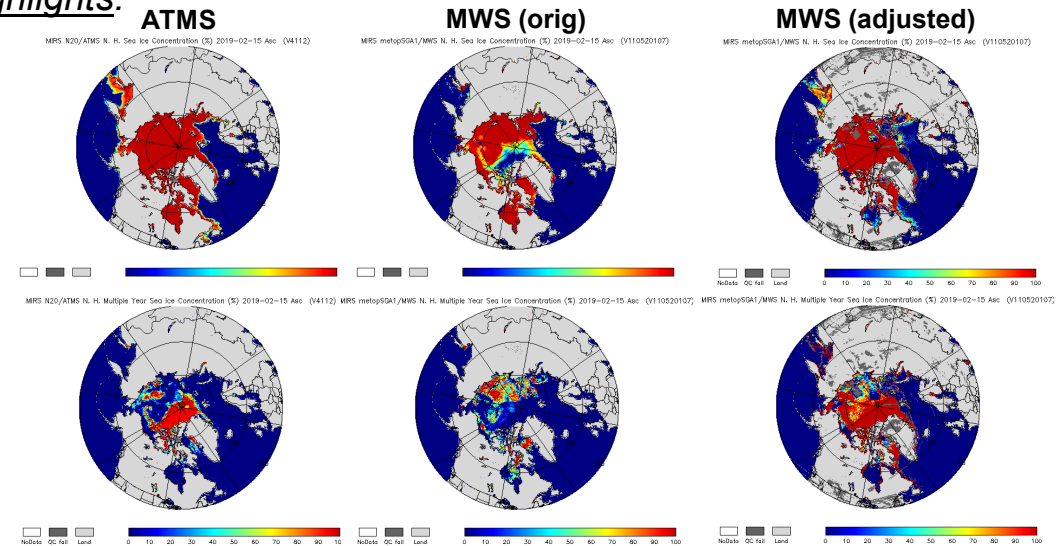 ghlights:
ATMS MWS (orig) MWS (adjusted)
MIRS N20/ATMS N. H. Sea Ice Concentration (%) 2019-02-15 Asc (V4112)
MIRS metopSGA1/MWS N. H. Sea Ice Concentration (%) 2019-02-15 Asc (V110520107)
MIRS metopSGA1/MWS N. H. Sea Ice Concentration (%) 2019-02-15 Asc (V110520107)
NoData QC fail Land 0 10 20 30 40 50 60 70 80 90 100
MIRS N20/ATMS N. H. Multiple Year Sea Ice Concentration (%) 2019-02-15 Asc (V4112)
MIRS metopSGA1/MWS N. H. Multiple Year Sea Ice Concentration (%) 2019-02-15 Asc (V110520107)
MIRS metopSGA1/MWS N. H. Multiple Year Sea Ice Concentration (%) 2019-02-15 Asc (V110520107)
NoData QC fail Land 0 10 20 30 40 50 60 70 80 90 10
NoData QC fail Land 0 10 20 30 40 50 60 70 80 90 100
NoData QC fail Land 0 10 20 30 40 50 60 70 80 90 100